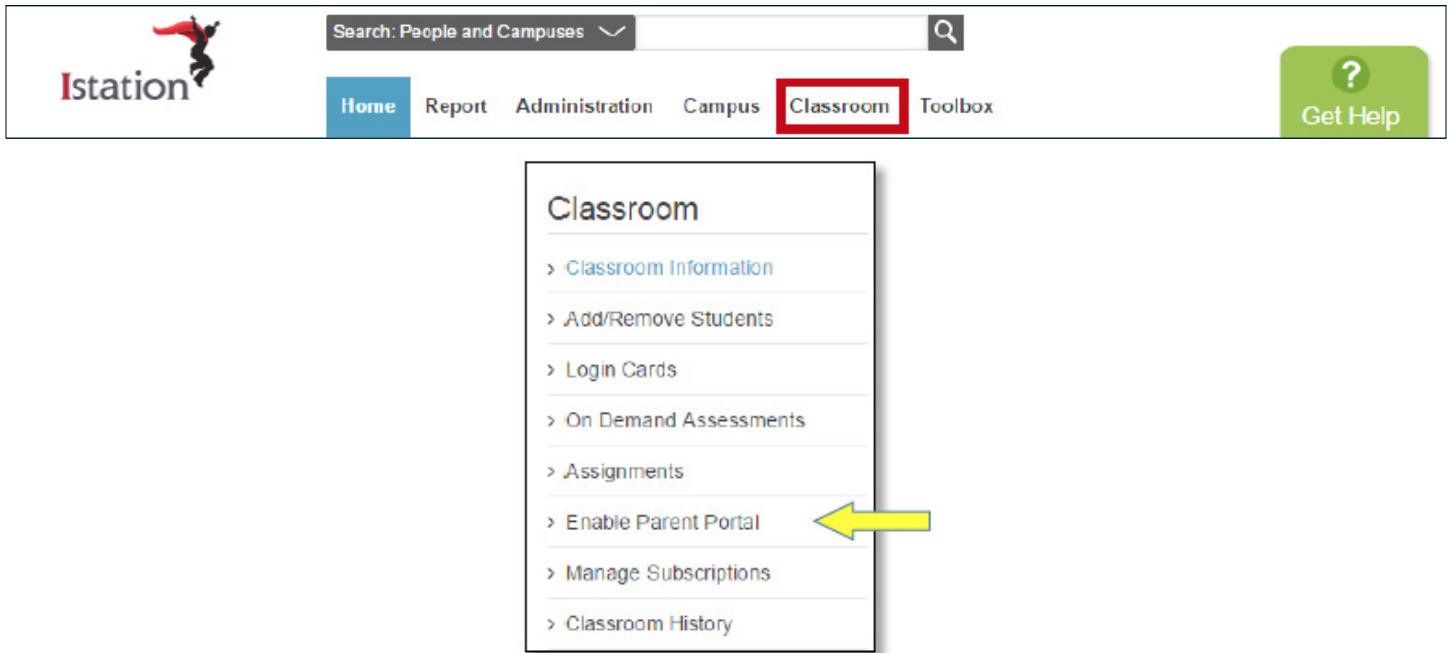 Search: People and Campuses
Istation
Home Report Administration Campus Classroom Toolbox
?
Get Help
Classroom
> Classroom Information
> Add/Remove Students
> Login Cards
> On Demand Assessments
> Assignments
> Enable Parent Portal
> Manage Subscriptions
> Classroom History